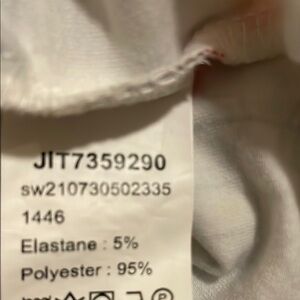 JIT7359290
sw210730502335
1446
Elastane : 5%
Polyester : 95%
P